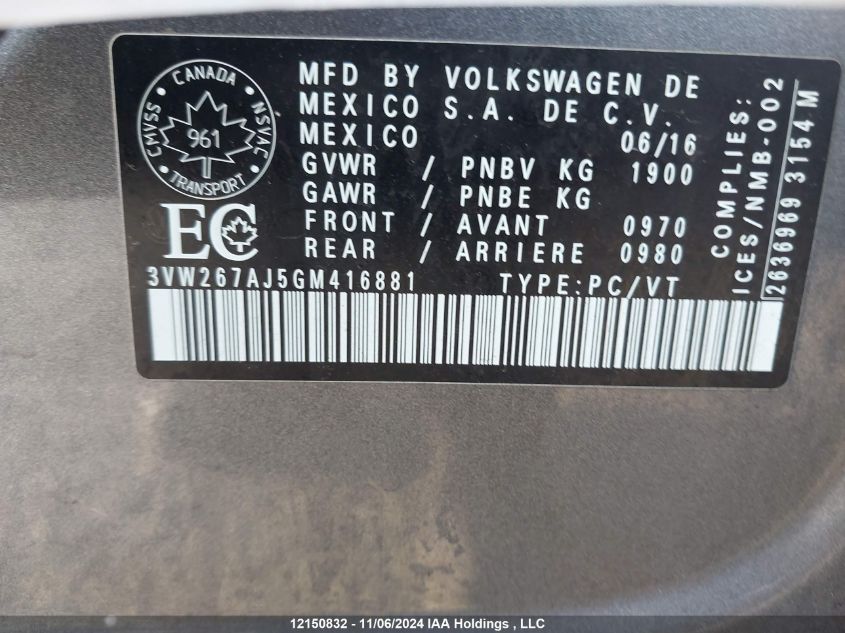 CANADA
CMVSS
NSVAC
961
TRANSPORT
EC
MFD BY VOLKSWAGEN DE
MEXICO S.A. DE C.V.
MEXICO 06/16
GVWR / PNBV KG 1900
GAWR / PNBE KG
FRONT / AVANT 0970
REAR / ARRIERE 0980
3VW267AJ5GM416881 TYPE:PC/VT
COMPLIES:
ICES/NMB-002
2636969 3154 M
12150832 - 11/06/2024 IAA Holdings , LLC